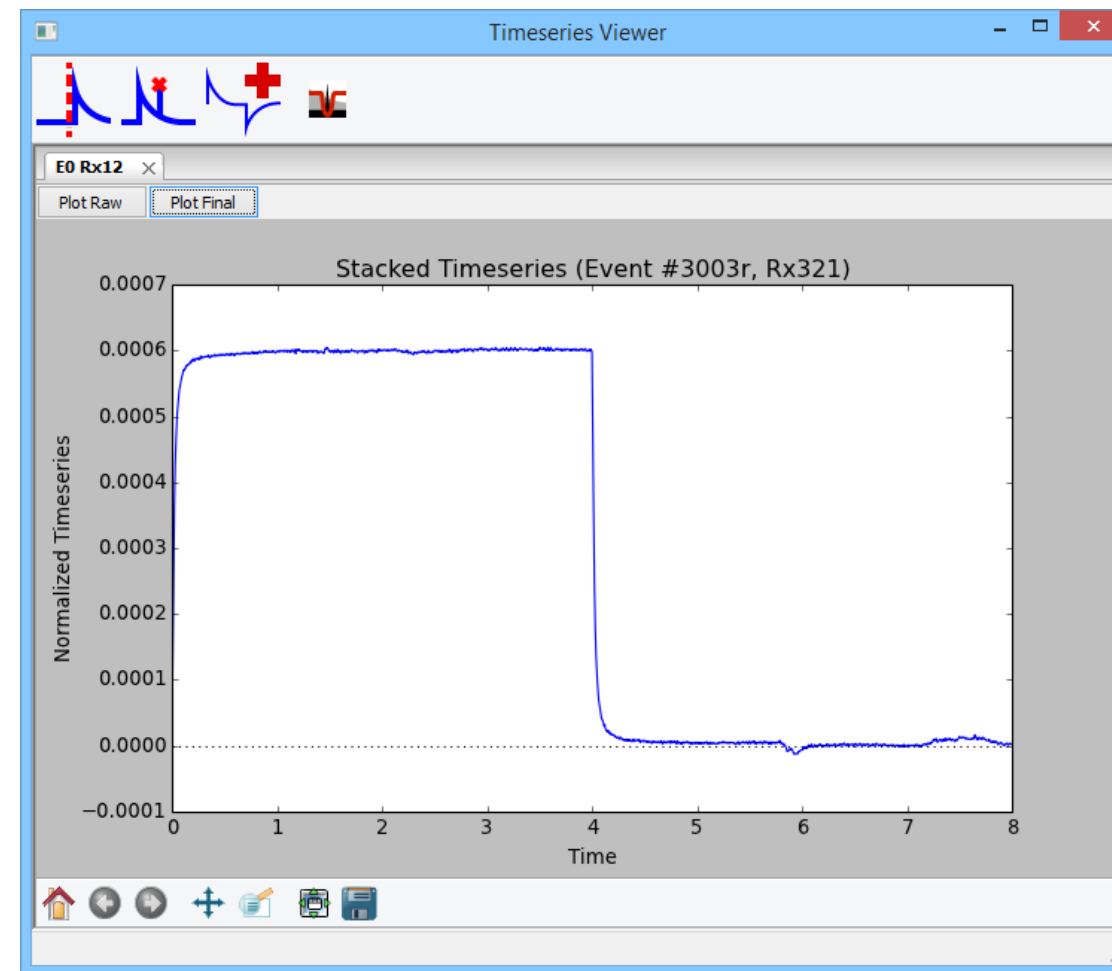 Timeseries Viewer
E0 Rx12
Plot Raw Plot Final
Stacked Timeseries (Event #3003r, Rx321)
Normalized Timeseries
0.0007
0.0006
0.0005
0.0004
0.0003
0.0002
0.0001
0.0000
−0.0001
0 1 2 3 4 5 6 7 8
Time